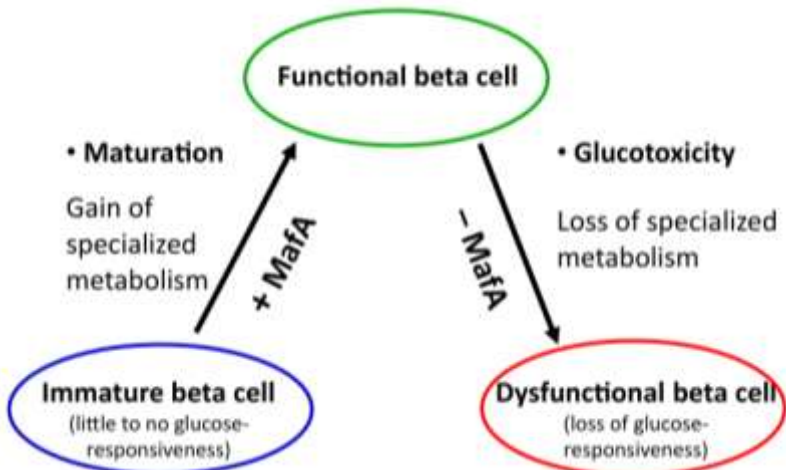 Functional beta cell
• Maturation
Gain of
specialized
metabolism
+ MafA
– MafA
• Glucotoxicity
Loss of specialized
metabolism
Immature beta cell
(little to no glucose-
responsiveness)
Dysfunctional beta cell
(loss of glucose-
responsiveness)